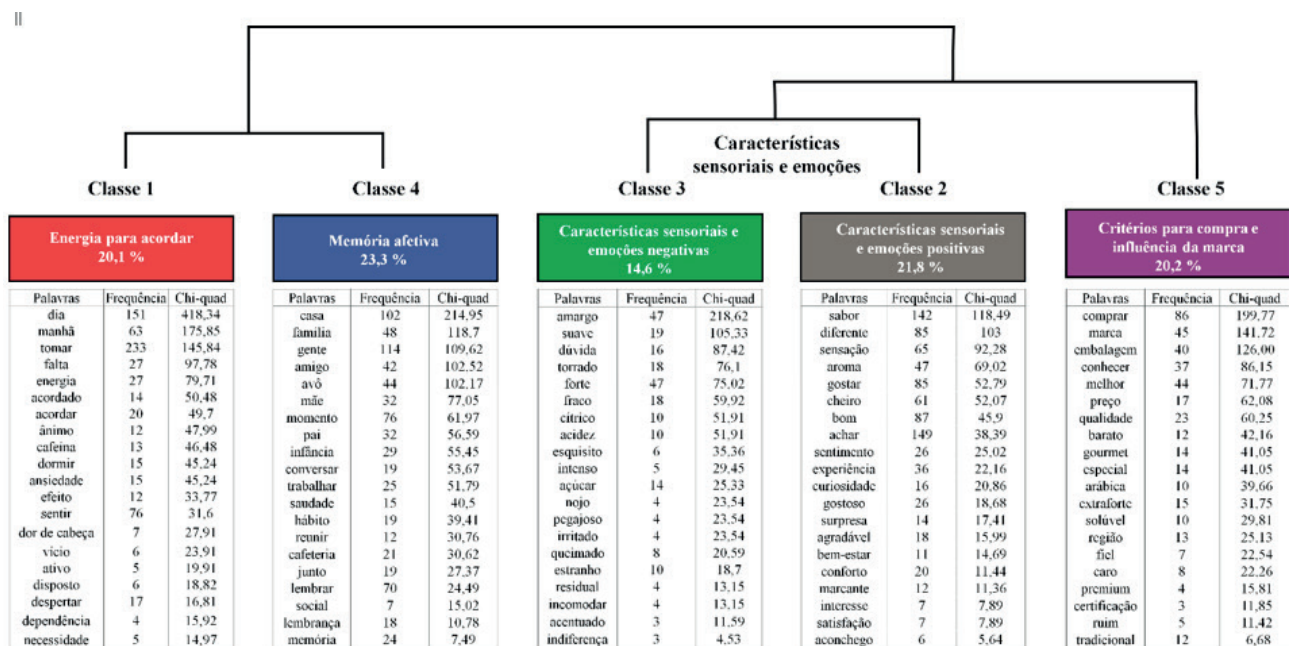 Características
sensoriais e emoções
Classe 1 Classe 4 Classe 3 Classe 2 Classe 5
Energia para acordar
20,1 %
Memória afetiva
23,3 %
Características sensoriais e
emoções negativas
14,6 %
Características sensoriais
e emoções positivas
21,8 %
Critérios para compra e
influência da marca
20,2 %
Palavras Frequência Chi-quad
dia 151 418,34
manhã 63 175,85
tomar 233 145,84
falta 27 97,78
energia 27 79,71
acordado 14 50,48
acordar 20 49,7
ânimo 12 47,99
cafeína 13 46,48
dormir 15 45,24
ansiedade 15 45,24
efeito 12 33,77
sentir 76 31,6
dor de cabeça 7 27,91
vício 6 23,91
ativo 5 19,91
disposto 6 18,82
despertar 17 16,81
dependência 4 15,92
necessidade 5 14,97
Palavras Frequência Chi-quad
casa 102 214,95
família 48 118,7
gente 114 109,62
amigo 42 102,52
avô 44 102,17
mãe 32 77,05
momento 76 61,97
pai 32 56,59
infância 29 55,45
conversar 19 53,67
trabalhar 25 51,79
saudade 15 40,5
hábito 19 39,41
reunir 12 30,76
cafeteria 21 30,62
junto 19 27,37
lembrar 70 24,49
social 7 15,02
lembrança 18 10,78
memória 24 7,49
Palavras Frequência Chi-quad
amargo 47 218,62
suave 19 105,33
dúvida 16 87,42
torrado 18 76,1
forte 47 75,02
fraco 18 59,92
cítrico 10 51,91
acidez 10 51,91
esquisito 6 35,36
intenso 5 29,45
açúcar 14 25,33
nojo 4 23,54
pegajoso 4 23,54
irritado 4 23,54
queimado 8 20,59
estranho 10 18,7
residual 4 13,15
incomodar 4 13,15
acentuado 3 11,59
indiferença 3 4,53
Palavras Frequência Chi-quad
sabor 142 118,49
diferente 85 103
sensação 65 92,28
aroma 47 69,02
gostar 85 52,79
cheiro 61 52,07
bom 87 45,9
achar 149 38,39
sentimento 26 25,02
experiência 36 22,16
curiosidade 16 20,86
gostoso 26 18,68
surpresa 14 17,41
agradável 18 15,99
bem-estar 11 14,69
conforto 20 11,44
marcante 12 11,36
interesse 7 7,89
satisfação 7 7,89
aconchego 6 5,64
Palavras Frequência Chi-quad
comprar 86 199,77
marca 45 141,72
embalagem 40 126,00
conhecer 37 86,15
melhor 44 71,77
preço 17 62,08
qualidade 23 60,25
barato 12 42,16
gourmet 14 41,05
especial 14 41,05
arábica 10 39,66
extraforte 15 31,75
solúvel 10 29,81
região 13 25,13
fiel 7 22,54
caro 8 22,26
premium 4 15,81
certificação 3 11,85
ruim 5 11,42
tradicional 12 6,68